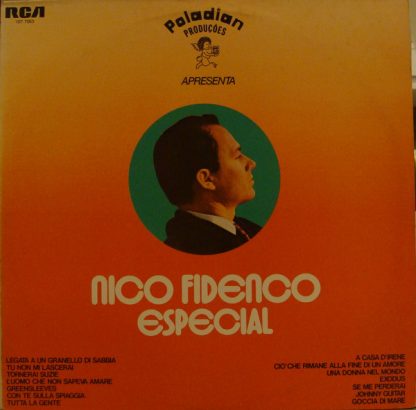 RCA
Paladian
PRODUÇÕES
APRESENTA
NICO FIDENCO
ESPECIAL
LEGATA A UN GRANELLO DI SABBIA
TU NON MI LASCERAI
TORNERAI SUZIE
L'UOMO CHE NON SAPEVA AMARE
GREENSLEEVES
CON TE SULLA SPIAGGIA
TUTTA LA GENTE
A CASA D'IRENE
CIO'CHE RIMANE ALLA FINE DI UN AMORE
UNA DONNA NEL MONDO
EXODUS
SE ME PERDERAI
JOHNNY GUITAR
GOCCIA DI MARE